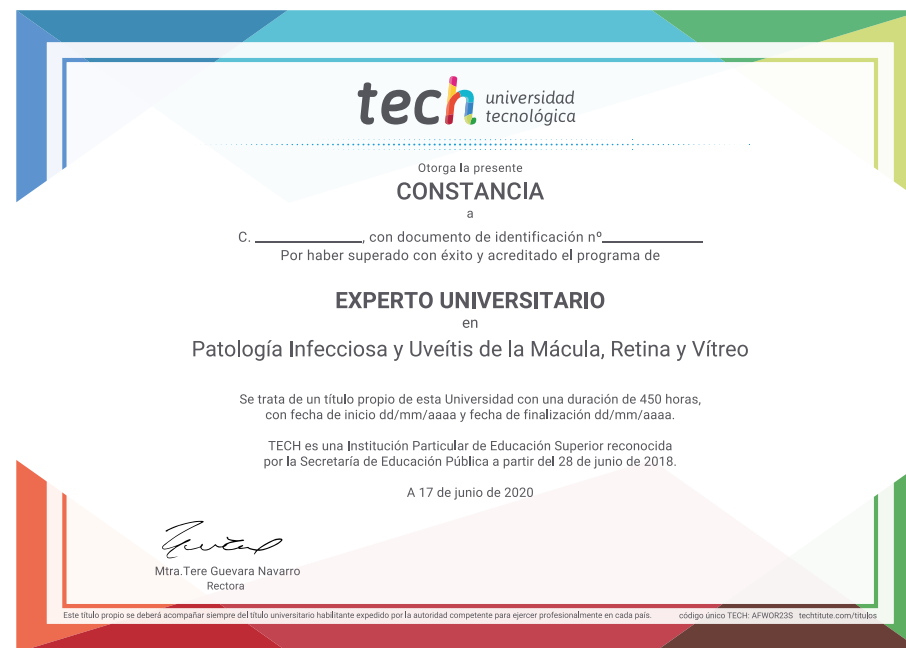 tech universidad
tecnológica
Otorga la presente
CONSTANCIA
a
C. ____________, con documento de identificación nº____________
Por haber superado con éxito y acreditado el programa de
EXPERTO UNIVERSITARIO
en
Patología Infecciosa y Uveítis de la Mácula, Retina y Vítreo
Se trata de un título propio de esta Universidad con una duración de 450 horas,
con fecha de inicio dd/mm/aaaa y fecha de finalización dd/mm/aaaa.
TECH es una Institución Particular de Educación Superior reconocida
por la Secretaría de Educación Pública a partir del 28 de junio de 2018.
A 17 de junio de 2020
Mtra.Tere Guevara Navarro
Rectora
Este título propio se deberá acompañar siempre del título universitario habilitante expedido por la autoridad competente para ejercer profesionalmente en cada país. código único TECH: AFWOR23S techtitute.com/titulos